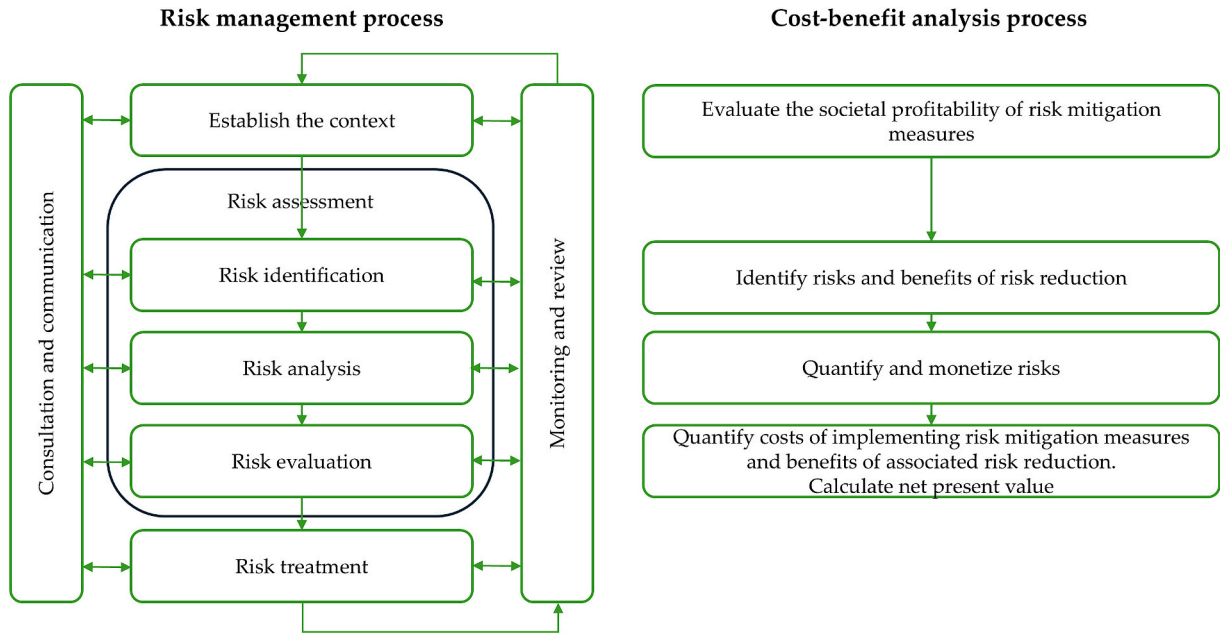 Risk management process
Cost-benefit analysis process
Consultation and communication
Establish the context
Risk assessment
Risk identification
Risk analysis
Risk evaluation
Risk treatment
Monitoring and review
Evaluate the societal profitability of risk mitigation
measures
Identify risks and benefits of risk reduction
Quantify and monetize risks
Quantify costs of implementing risk mitigation measures
and benefits of associated risk reduction.
Calculate net present value